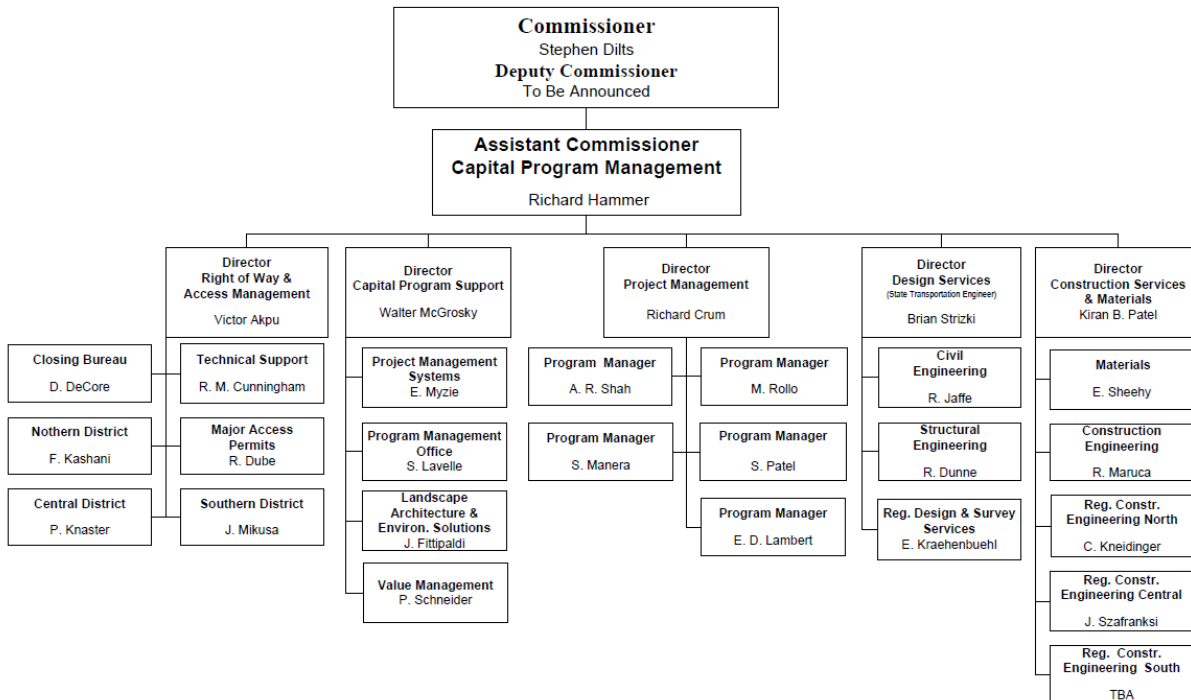 Commissioner
Stephen Dilts
Deputy Commissioner
To Be Announced
Assistant Commissioner
Capital Program Management
Richard Hammer
Director
Right of Way &
Access Management
Victor Akpu
Director
Capital Program Support
Walter McGrosky
Director
Project Management
Richard Crum
Director
Design Services
(State Transportation Engineer)
Brian Strizki
Director
Construction Services
& Materials
Kiran B. Patel
Closing Bureau
D. DeCore
Technical Support
R. M. Cunningham
Nothern District
F. Kashani
Major Access
Permits
R. Dube
Central District
P. Knaster
Southern District
J. Mikusa
Project Management
Systems
E. Myzie
Program Management
Office
S. Lavelle
Landscape
Architecture &
Environ. Solutions
J. Fittipaldi
Value Management
P. Schneider
Program Manager
A. R. Shah
Program Manager
M. Rollo
Program Manager
S. Manera
Program Manager
S. Patel
Program Manager
E. D. Lambert
Civil
Engineering
R. Jaffe
Structural
Engineering
R. Dunne
Reg. Design & Survey
Services
E. Kraehenbuehl
Materials
E. Sheehy
Construction
Engineering
R. Maruca
Reg. Constr.
Engineering North
C. Kneidinger
Reg. Constr.
Engineering Central
J. Szafranksi
Reg. Constr.
Engineering South
TBA